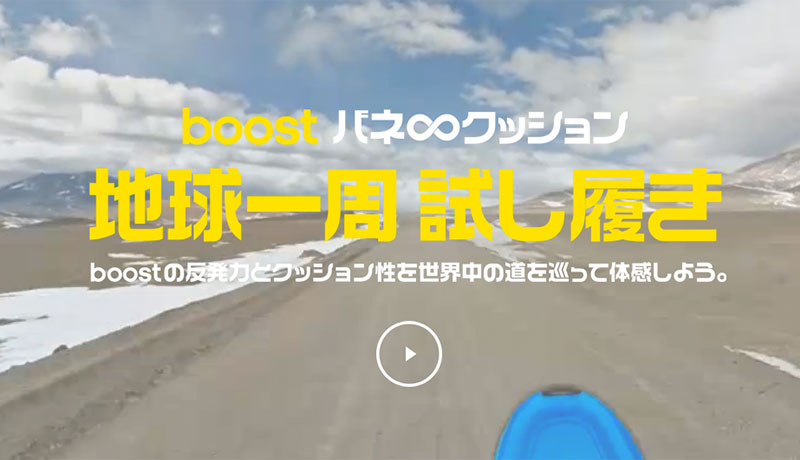 boost バネ∞クッション
地球一周 試し履き
boostの反発力とクッション性を世界中の道を巡って体感しよう。